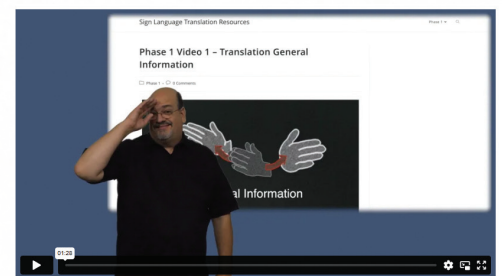 Sign Language Translation Resources
Phase 1
Phase 1 Video 1 – Translation General
Information
Phase 1 – 0 Comments
al Information
01:28